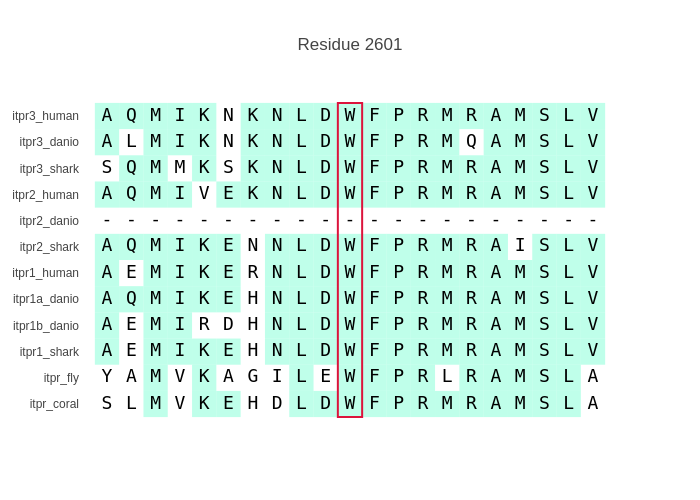 Residue 2601
itpr3_human A Q M I K N K N L D W F P R M R A M S L V
itpr3_danio A L M I K N K N L D W F P R M Q A M S L V
itpr3_shark S Q M M K S K N L D W F P R M R A M S L V
itpr2_human A Q M I V E K N L D W F P R M R A M S L V
itpr2_danio - - - - - - - - - - - - - - - - - - - - -
itpr2_shark A Q M I K E N N L D W F P R M R A I S L V
itpr1_human A E M I K E R N L D W F P R M R A M S L V
itpr1a_danio A Q M I K E H N L D W F P R M R A M S L V
itpr1b_danio A E M I R D H N L D W F P R M R A M S L V
itpr1_shark A E M I K E H N L D W F P R M R A M S L V
itpr_fly Y A M V K A G I L E W F P R L R A M S L A
itpr_coral S L M V K E H D L D W F P R M R A M S L A